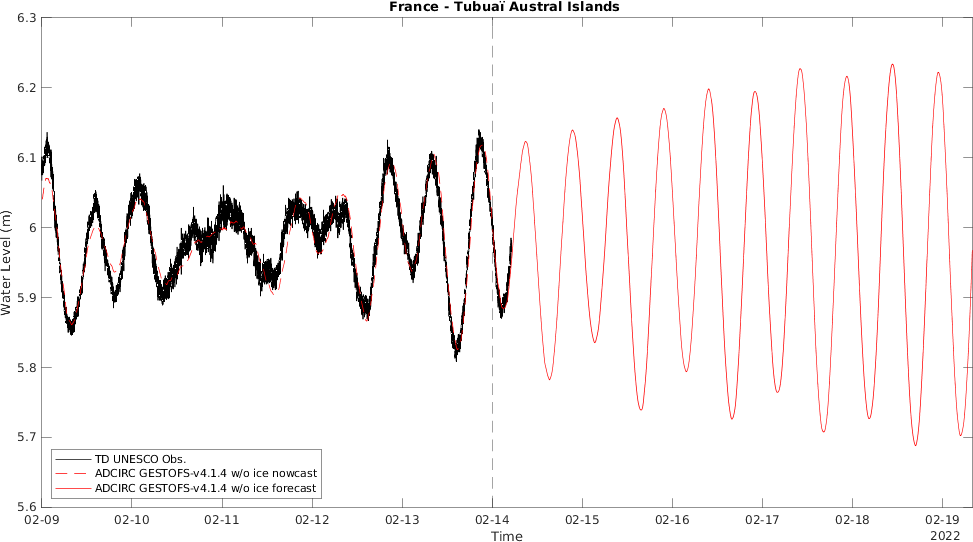 France - Tubuaï Austral Islands
Water Level (m)
6.3
6.2
6.1
6
5.9
5.8
5.7
5.6
TD UNESCO Obs.
ADCIRC GESTOFS-v4.1.4 w/o ice nowcast
ADCIRC GESTOFS-v4.1.4 w/o ice forecast
02-09 02-10 02-11 02-12 02-13 02-14 02-15 02-16 02-17 02-18 02-19
Time
2022